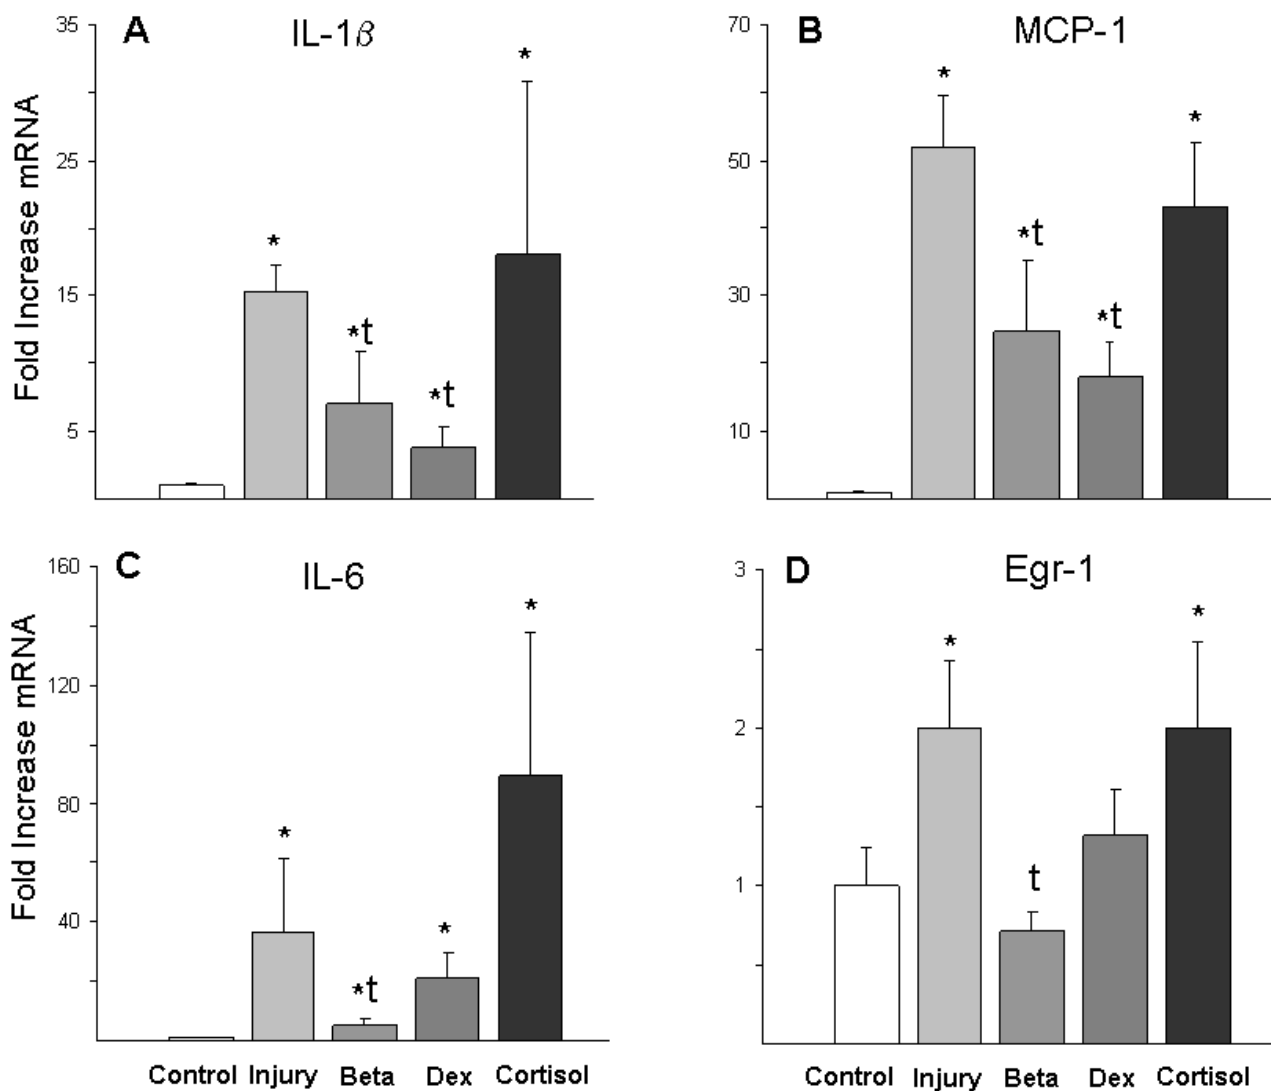 A IL-1β
Fold Increase mRNA
35
25
15
5
*
*t
*t
*
B MCP-1
70
50
30
10
*
*t
*t
*
C IL-6
Fold Increase mRNA
160
120
80
40
*
*t
*
*
Control Injury Beta Dex Cortisol
D Egr-1
3
2
1
*
t
*
Control Injury Beta Dex Cortisol